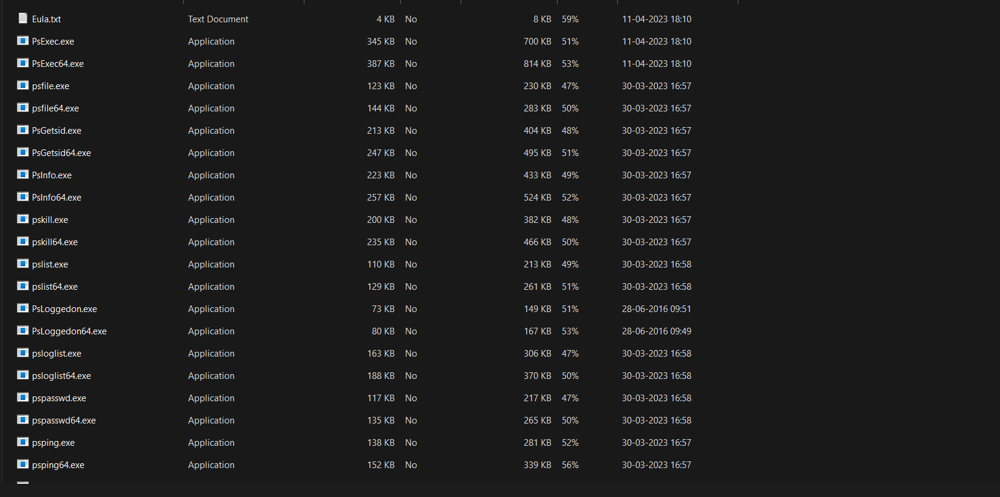 Eula.txt Text Document 4 KB No 8 KB 59% 11-04-2023 18:10
PsExec.exe Application 345 KB No 700 KB 51% 11-04-2023 18:10
PsExec64.exe Application 387 KB No 814 KB 53% 11-04-2023 18:10
psfile.exe Application 123 KB No 230 KB 47% 30-03-2023 16:57
psfile64.exe Application 144 KB No 283 KB 50% 30-03-2023 16:57
PsGetsid.exe Application 213 KB No 404 KB 48% 30-03-2023 16:57
PsGetsid64.exe Application 247 KB No 495 KB 51% 30-03-2023 16:57
PsInfo.exe Application 223 KB No 433 KB 49% 30-03-2023 16:57
PsInfo64.exe Application 257 KB No 524 KB 52% 30-03-2023 16:57
pskill.exe Application 200 KB No 382 KB 48% 30-03-2023 16:57
pskill64.exe Application 235 KB No 466 KB 50% 30-03-2023 16:57
pslist.exe Application 110 KB No 213 KB 49% 30-03-2023 16:58
pslist64.exe Application 129 KB No 261 KB 51% 30-03-2023 16:58
PsLoggedon.exe Application 73 KB No 149 KB 51% 28-06-2016 09:51
PsLoggedon64.exe Application 80 KB No 167 KB 53% 28-06-2016 09:49
psloglist.exe Application 163 KB No 306 KB 47% 30-03-2023 16:58
psloglist64.exe Application 188 KB No 370 KB 50% 30-03-2023 16:58
pspasswd.exe Application 117 KB No 217 KB 47% 30-03-2023 16:58
pspasswd64.exe Application 135 KB No 265 KB 50% 30-03-2023 16:58
psping.exe Application 138 KB No 281 KB 52% 30-03-2023 16:57
psping64.exe Application 152 KB No 339 KB 56% 30-03-2023 16:57